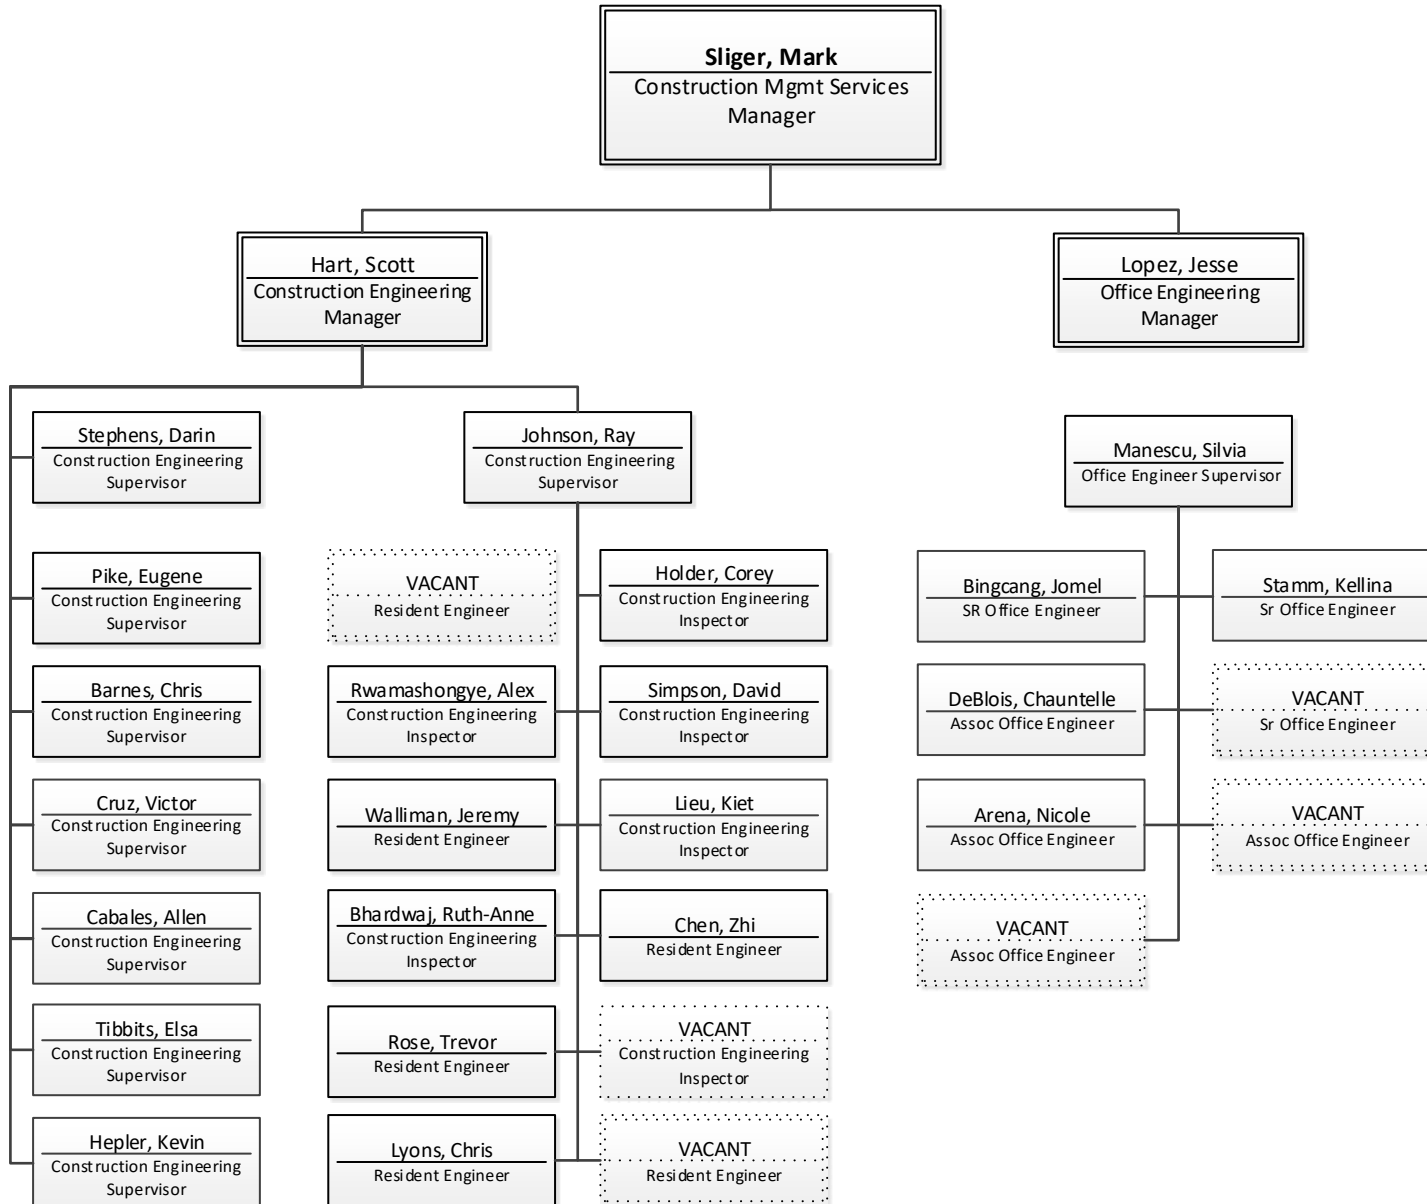 Sliger, Mark
Construction Mgmt Services
Manager
Hart, Scott
Construction Engineering
Manager
Lopez, Jesse
Office Engineering
Manager
Stephens, Darin
Construction Engineering
Supervisor
Johnson, Ray
Construction Engineering
Supervisor
Manescu, Silvia
Office Engineer Supervisor
Pike, Eugene
Construction Engineering
Supervisor
VACANT
Resident Engineer
Holder, Corey
Construction Engineering
Inspector
Bingcang, Jomel
SR Office Engineer
Stamm, Kellina
Sr Office Engineer
Barnes, Chris
Construction Engineering
Supervisor
Rwamashongye, Alex
Construction Engineering
Inspector
Simpson, David
Construction Engineering
Inspector
DeBlois, Chauntelle
Assoc Office Engineer
VACANT
Sr Office Engineer
Cruz, Victor
Construction Engineering
Supervisor
Walliman, Jeremy
Resident Engineer
Lieu, Kiet
Construction Engineering
Inspector
Arena, Nicole
Assoc Office Engineer
VACANT
Assoc Office Engineer
Cabales, Allen
Construction Engineering
Supervisor
Bhardwaj, Ruth-Anne
Construction Engineering
Inspector
Chen, Zhi
Resident Engineer
VACANT
Assoc Office Engineer
Tibbits, Elsa
Construction Engineering
Supervisor
Rose, Trevor
Resident Engineer
VACANT
Construction Engineering
Inspector
Hepler, Kevin
Construction Engineering
Supervisor
Lyons, Chris
Resident Engineer
VACANT
Resident Engineer